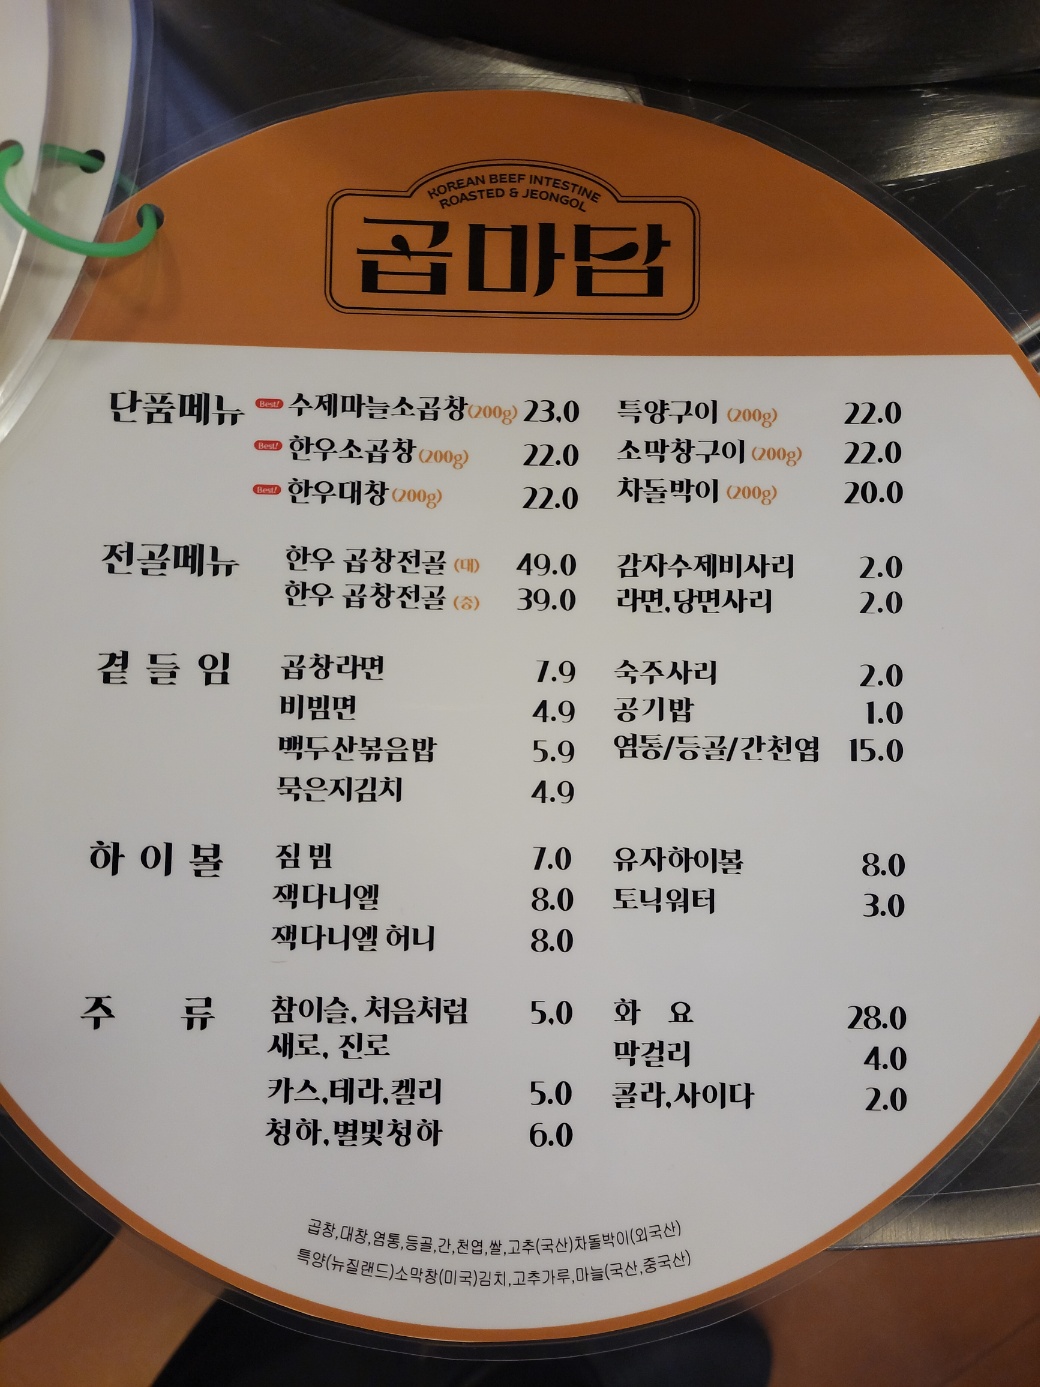 KOREAN BEEF INTESTINE
ROASTED & JEONGOL
곱마담
단품메뉴 Best! 수제마늘소곱창(200g) 23.0 특양구이 (200g) 22.0
Best! 한우소곱창(200g) 22.0 소막창구이 (200g) 22.0
Best! 한우대창(200g) 22.0 차돌박이 (200g) 20.0
전골메뉴 한우 곱창전골 (대) 49.0 감자수제비사리 2.0
한우 곱창전골 (중) 39.0 라면,당면사리 2.0
곁들임 곱창라면 7.9 숙주사리 2.0
비빔면 4.9 공기밥 1.0
백두산볶음밥 5.9 염통/등골/간천엽 15.0
묵은지김치 4.9
하이볼 짐빔 7.0 유자하이볼 8.0
잭다니엘 8.0 토닉워터 3.0
잭다니엘 허니 8.0
주류 참이슬, 처음처럼 5.0 화요 28.0
새로, 진로 막걸리 4.0
카스,테라,켈리 5.0 콜라,사이다 2.0
청하,별빛청하 6.0
곱창,대창,염통,등골,간,천엽,쌀,고추(국산)차돌박이(외국산)
특양(뉴질랜드)소막창(미국)김치,고추가루,마늘(국산,중국산)